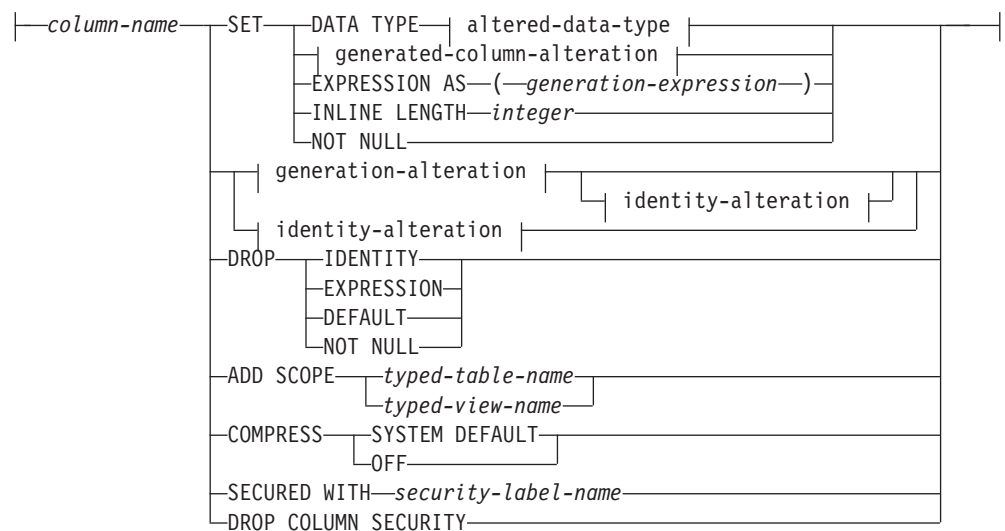 column-name SET DATA TYPE altered-data-type
generated-column-alteration
EXPRESSION AS ( generation-expression )
INLINE LENGTH integer
NOT NULL
generation-alteration
identity-alteration
identity-alteration
DROP IDENTITY
EXPRESSION
DEFAULT
NOT NULL
ADD SCOPE typed-table-name
typed-view-name
COMPRESS SYSTEM DEFAULT
OFF
SECURED WITH security-label-name
DROP COLUMN SECURITY